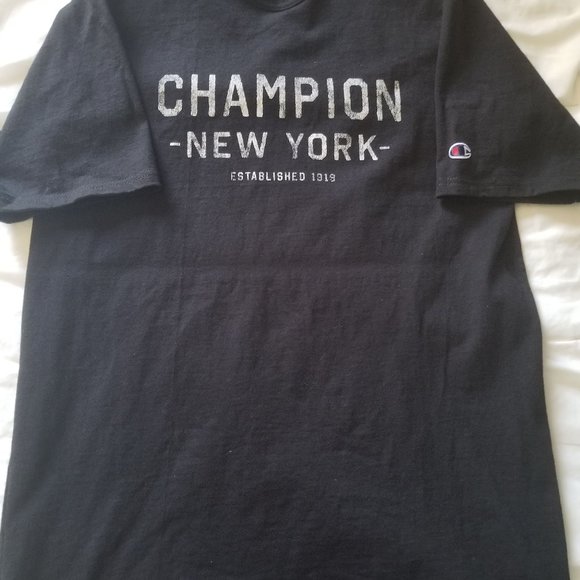 CHAMPION
-NEW YORK-
ESTABLISHED 1919